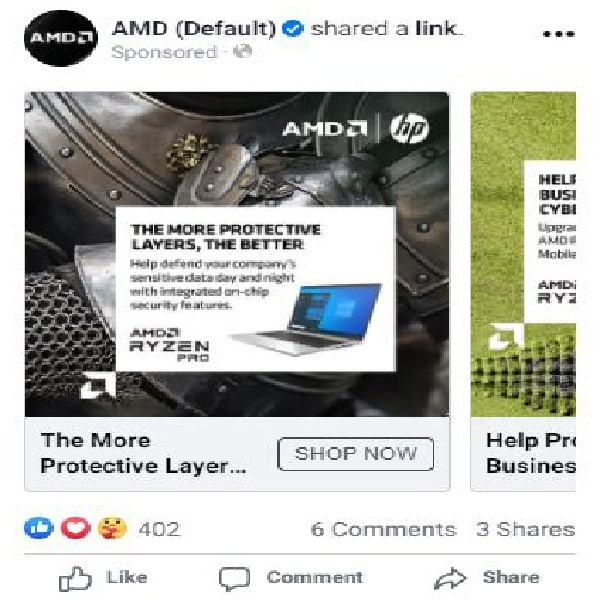 AMD
AMD (Default) shared a link.
Sponsored ·
AMD hp
THE MORE PROTECTIVE
LAYERS, THE BETTER
Help defend your company's
sensitive data day and night
with integrated on-chip
security features.
AMD
RYZEN
PRO
The More
Protective Layer...
SHOP NOW
HELP
BUSI
CYBE
Upgra
AMD R
Mobile
AMD
RYZ
Help Pro
Busines
402
6 Comments 3 Shares
Like
Comment
Share